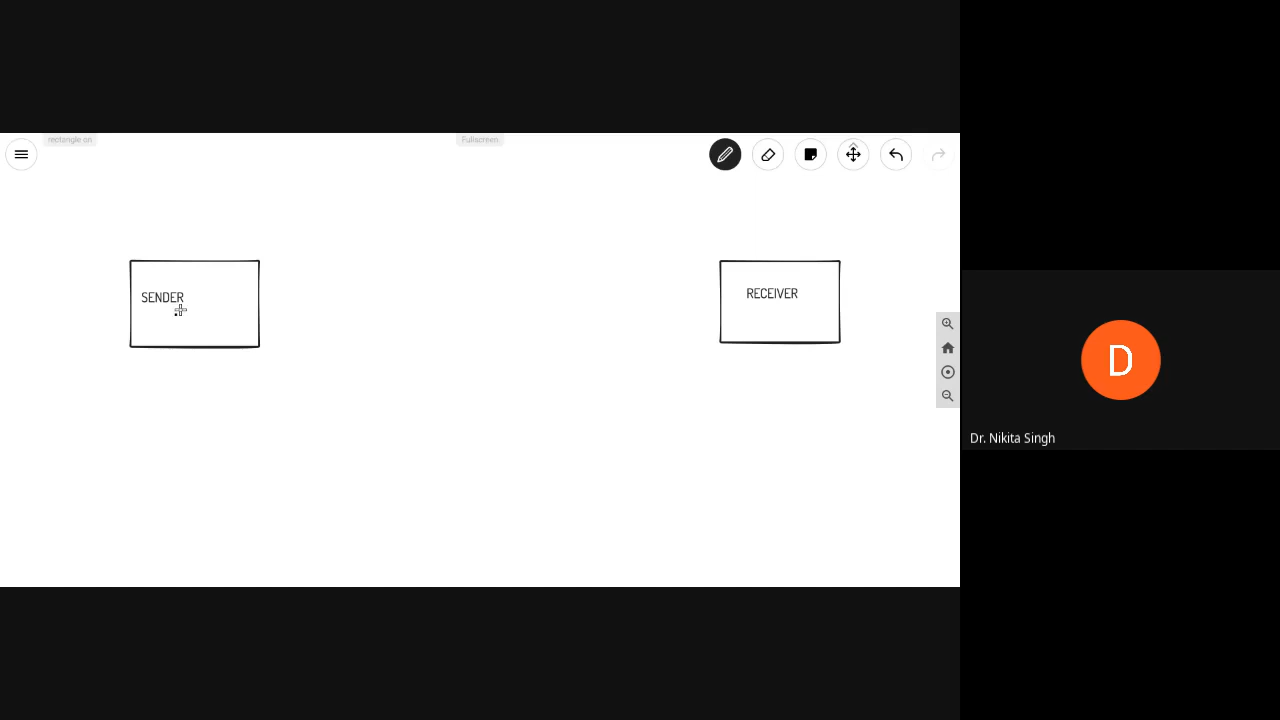 rectangle on
Fullscreen
SENDER
RECEIVER
D
Dr. Nikita Singh